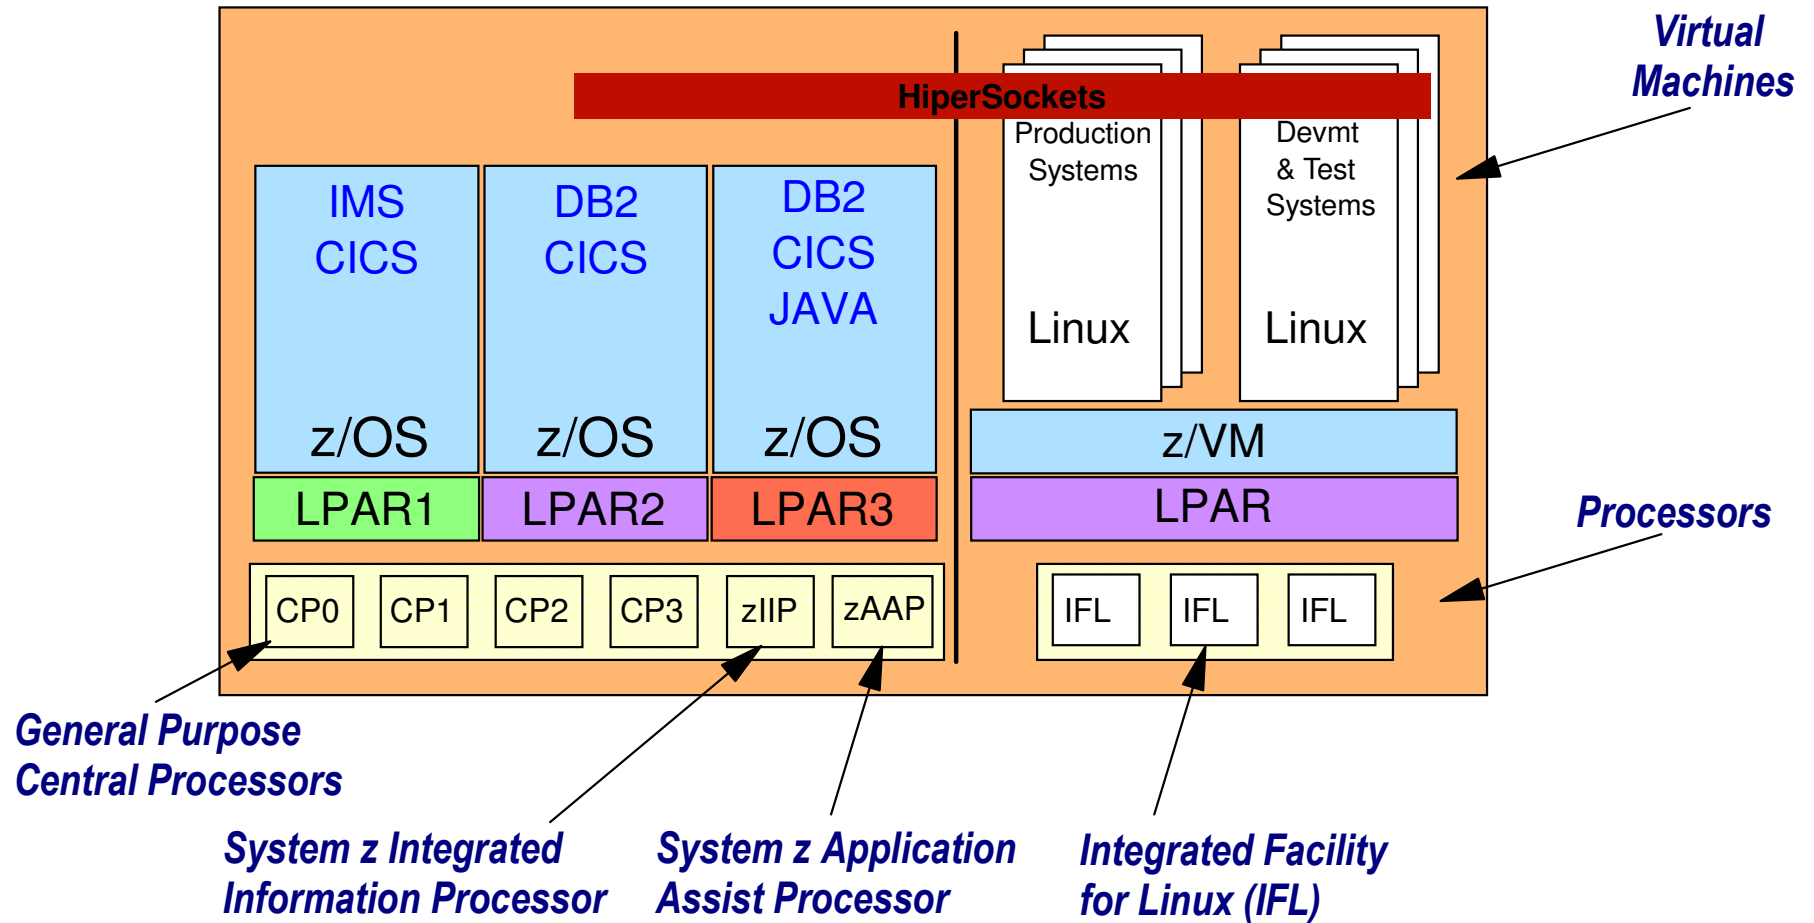 Virtual
Machines
HiperSockets
Production
Systems
Linux
Devmt
& Test
Systems
Linux
IMS
CICS
z/OS
DB2
CICS
z/OS
DB2
CICS
JAVA
z/OS
z/VM
LPAR1
LPAR2
LPAR3
LPAR
Processors
CP0
CP1
CP2
CP3
zIIP
zAAP
IFL
IFL
IFL
General Purpose
Central Processors
System z Integrated
Information Processor
System z Application
Assist Processor
Integrated Facility
for Linux (IFL)